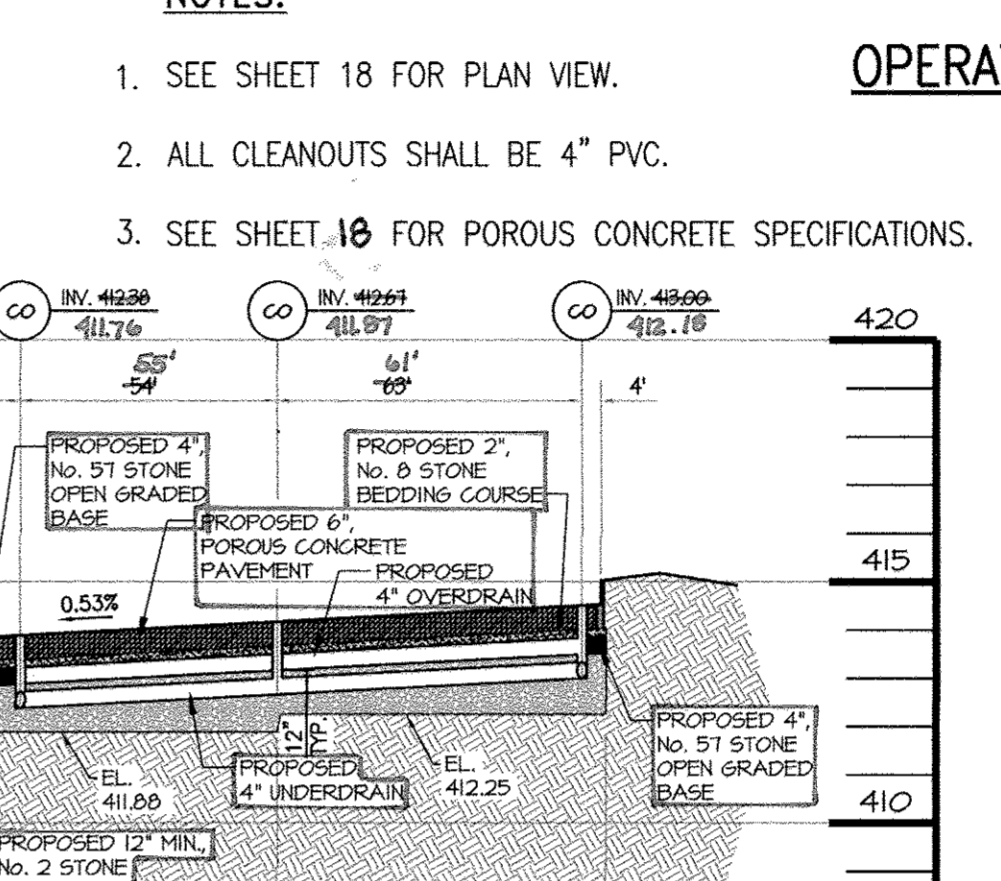 NOTES:
OPERA
1. SEE SHEET 18 FOR PLAN VIEW.
2. ALL CLEANOUTS SHALL BE 4" PVC.
3. SEE SHEET 18 FOR POROUS CONCRETE SPECIFICATIONS.
CO INV. 412.38 CO INV. 412.67 CO INV. 413.00
411.76 411.97 412.18
420
55' 61'
54' 63' 4'
PROPOSED 4",
No. 57 STONE
OPEN GRADED
BASE
PROPOSED 2",
No. 8 STONE
BEDDING COURSE
PROPOSED 6",
POROUS CONCRETE
PAVEMENT
PROPOSED
4" OVERDRAIN
415
0.53%
12"
TYP.
PROPOSED
4" UNDERDRAIN
EL.
411.88
EL.
412.25
PROPOSED 4",
No. 57 STONE
OPEN GRADED
BASE
410
PROPOSED 12" MIN.,
No. 2 STONE